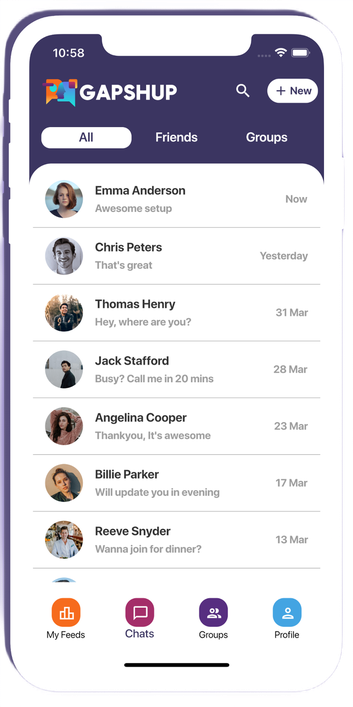 10:58
GAPSHUP
+ New
All Friends Groups
Emma Anderson
Now
Awesome setup
Chris Peters
Yesterday
That's great
Thomas Henry
31 Mar
Hey, where are you?
Jack Stafford
28 Mar
Busy? Call me in 20 mins
Angelina Cooper
23 Mar
Thankyou, It's awesome
Billie Parker
17 Mar
Will update you in evening
Reeve Snyder
13 Mar
Wanna join for dinner?
My Feeds Chats Groups Profile